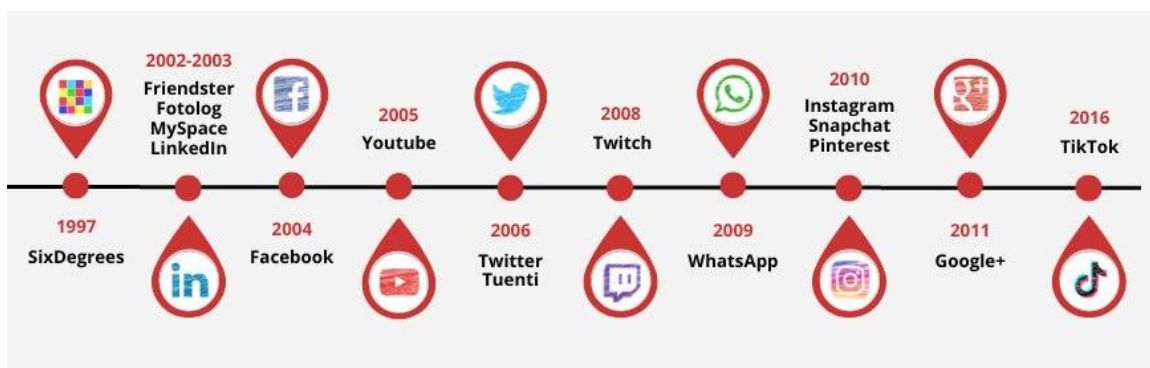 1997
SixDegrees
2002-2003
Friendster
Fotolog
MySpace
LinkedIn
in
f
2004
Facebook
2005
Youtube
2006
Twitter
Tuenti
2008
Twitch
2009
WhatsApp
2010
Instagram
Snapchat
Pinterest
g+
2011
Google+
2016
TikTok